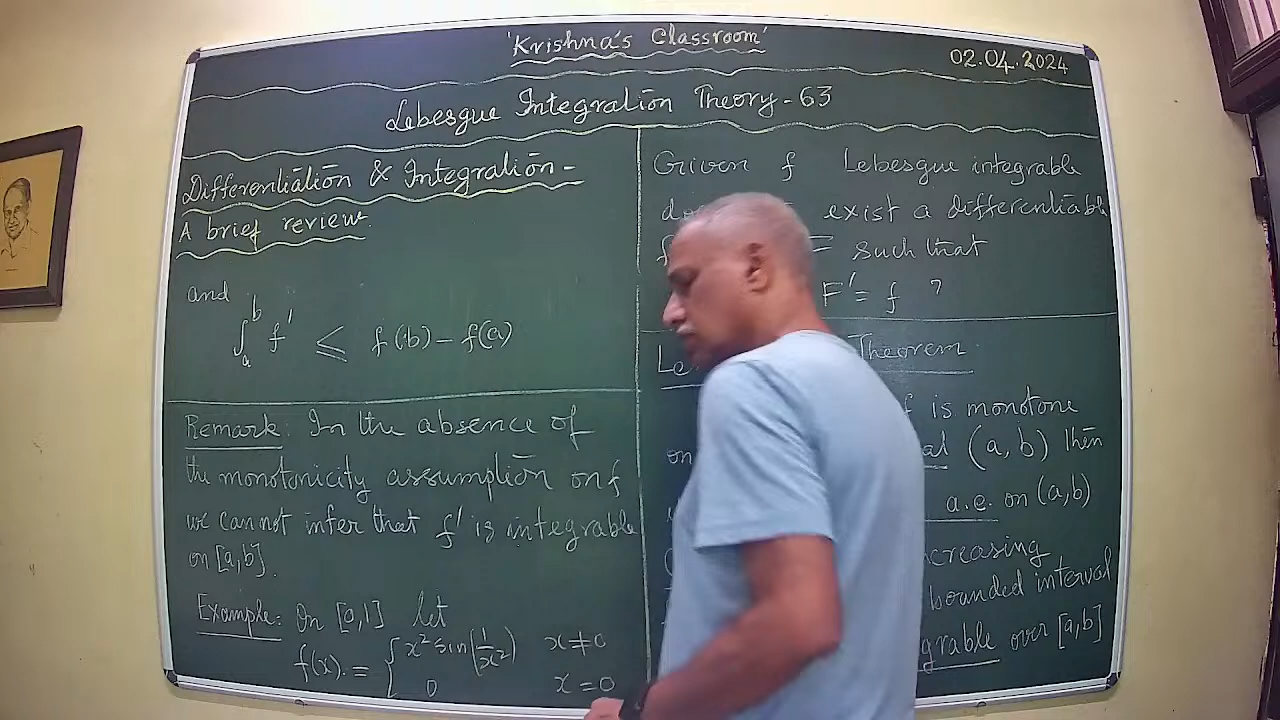 'Krishna's Classroom'
02.04.2024
Lebesgue Integration Theory - 63
Differentiation & Integration -
A brief review
and
∫_a^b f' ≤ f(b) - f(a)
Remark: In the absence of
the monotonicity assumption on f
we cannot infer that f' is integrable
on [a,b].
Example: On [0,1] let
f(x) = { x² sin(1/x²) x ≠ 0
0 x = 0
Given f Lebesgue integrable
exist a differentiable
such that
F' = f ?
Theorem
f is monotone
on (a, b) then
a.e. on (a,b)
bounded interval
over [a,b]